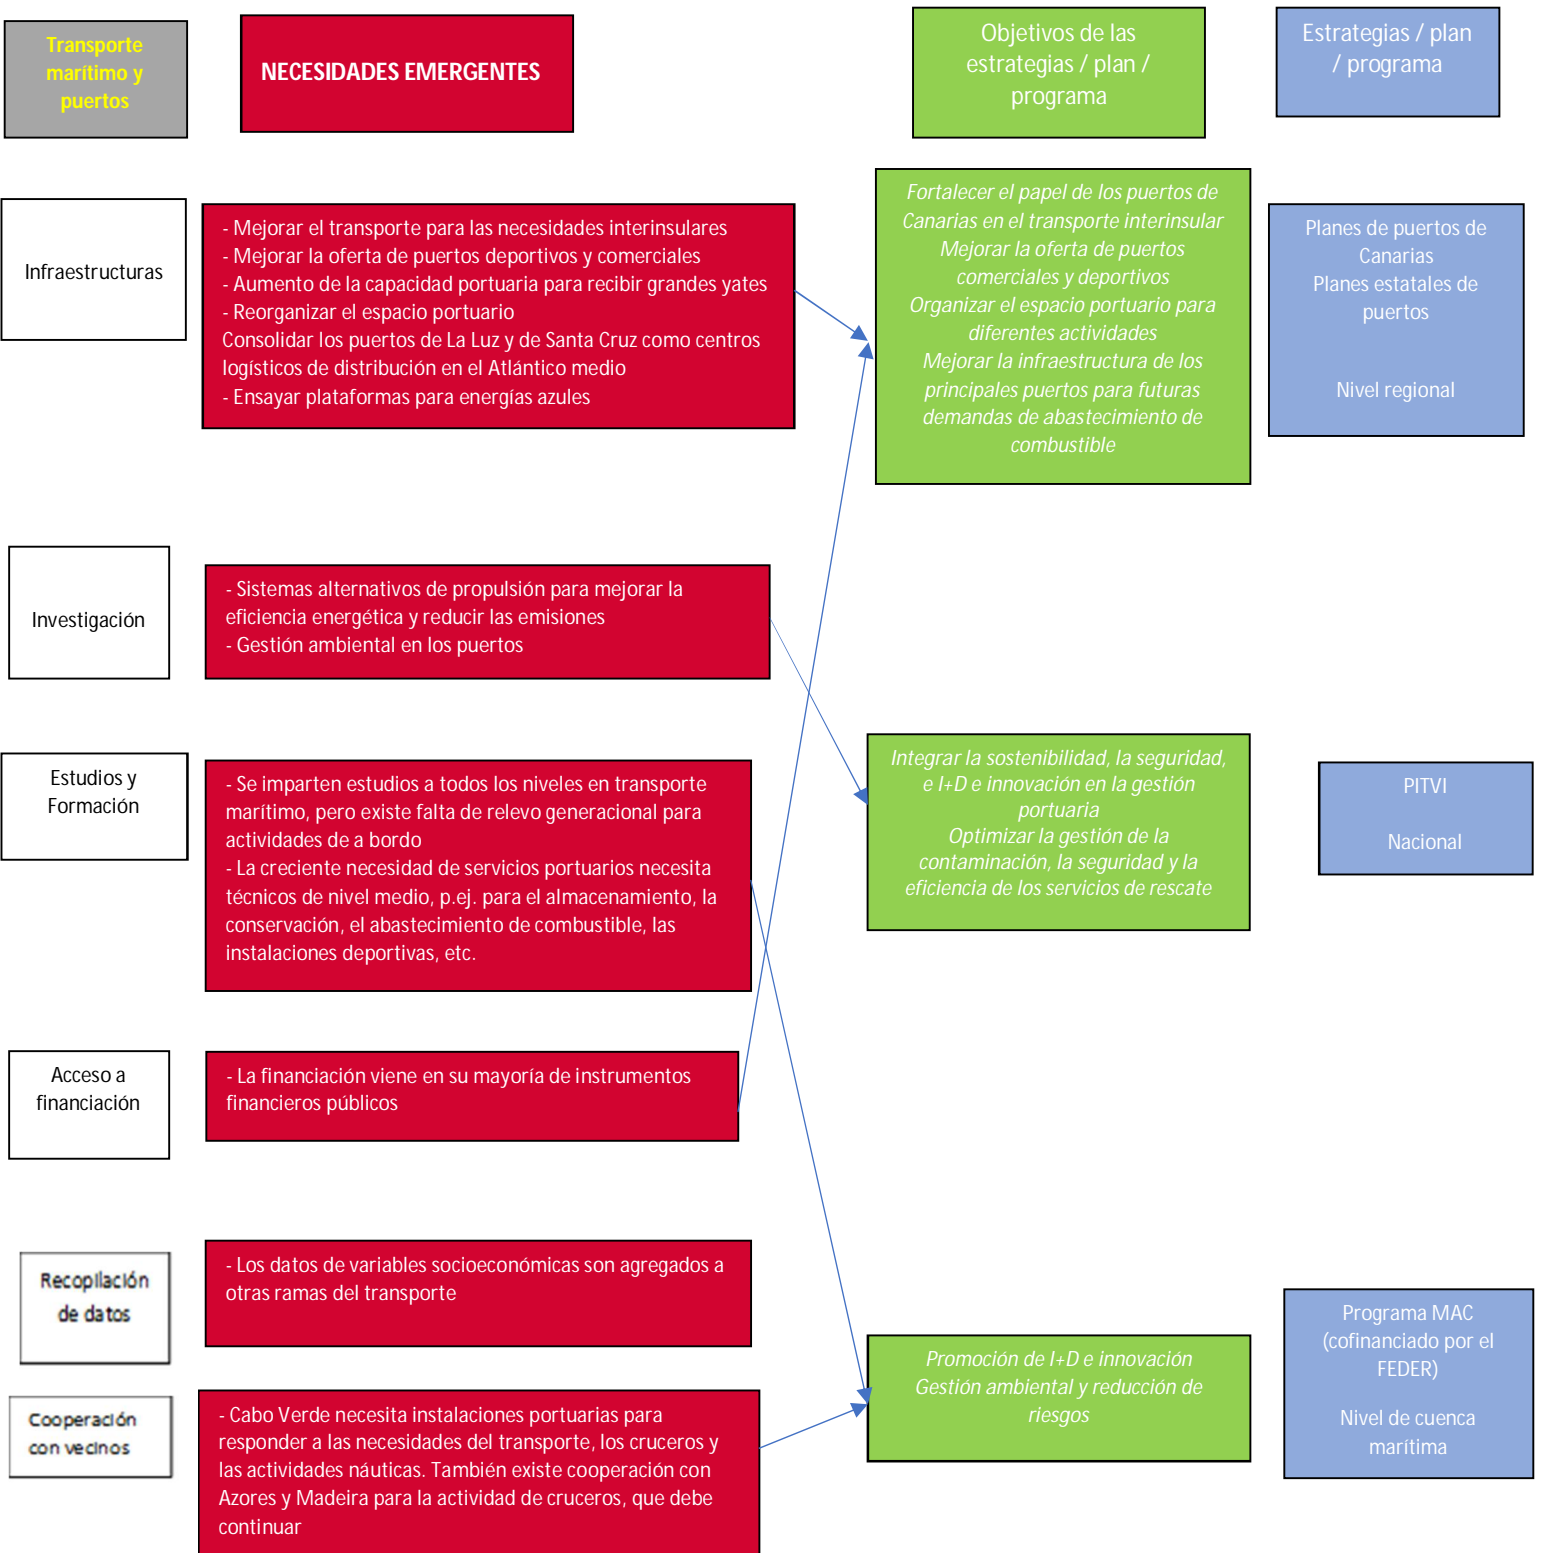 Transporte
marítimo y
puertos
NECESIDADES EMERGENTES
Objetivos de las
estrategias / plan /
programa
Estrategias / plan
/ programa
Infraestructuras
- Mejorar el transporte para las necesidades interinsulares
- Mejorar la oferta de puertos deportivos y comerciales
- Aumento de la capacidad portuaria para recibir grandes yates
- Reorganizar el espacio portuario
Consolidar los puertos de La Luz y de Santa Cruz como centros
logísticos de distribución en el Atlántico medio
- Ensayar plataformas para energías azules
Fortalecer el papel de los puertos de
Canarias en el transporte interinsular
Mejorar la oferta de puertos
comerciales y deportivos
Organizar el espacio portuario para
diferentes actividades
Mejorar la infraestructura de los
principales puertos para futuras
demandas de abastecimiento de
combustible
Planes de puertos de
Canarias
Planes estatales de
puertos
Nivel regional
Investigación
- Sistemas alternativos de propulsión para mejorar la
eficiencia energética y reducir las emisiones
- Gestión ambiental en los puertos
Estudios y
Formación
- Se imparten estudios a todos los niveles en transporte
marítimo, pero existe falta de relevo generacional para
actividades de a bordo
- La creciente necesidad de servicios portuarios necesita
técnicos de nivel medio, p.ej. para el almacenamiento, la
conservación, el abastecimiento de combustible, las
instalaciones deportivas, etc.
Integrar la sostenibilidad, la seguridad,
e I+D e innovación en la gestión
portuaria
Optimizar la gestión de la
contaminación, la seguridad y la
eficiencia de los servicios de rescate
PITVI
Nacional
Acceso a
financiación
- La financiación viene en su mayoría de instrumentos
financieros públicos
Recopilación
de datos
- Los datos de variables socioeconómicas son agregados a
otras ramas del transporte
Cooperación
con vecinos
- Cabo Verde necesita instalaciones portuarias para
responder a las necesidades del transporte, los cruceros y
las actividades náuticas. También existe cooperación con
Azores y Madeira para la actividad de cruceros, que debe
continuar
Promoción de I+D e innovación
Gestión ambiental y reducción de
riesgos
Programa MAC
(cofinanciado por el
FEDER)
Nivel de cuenca
marítima